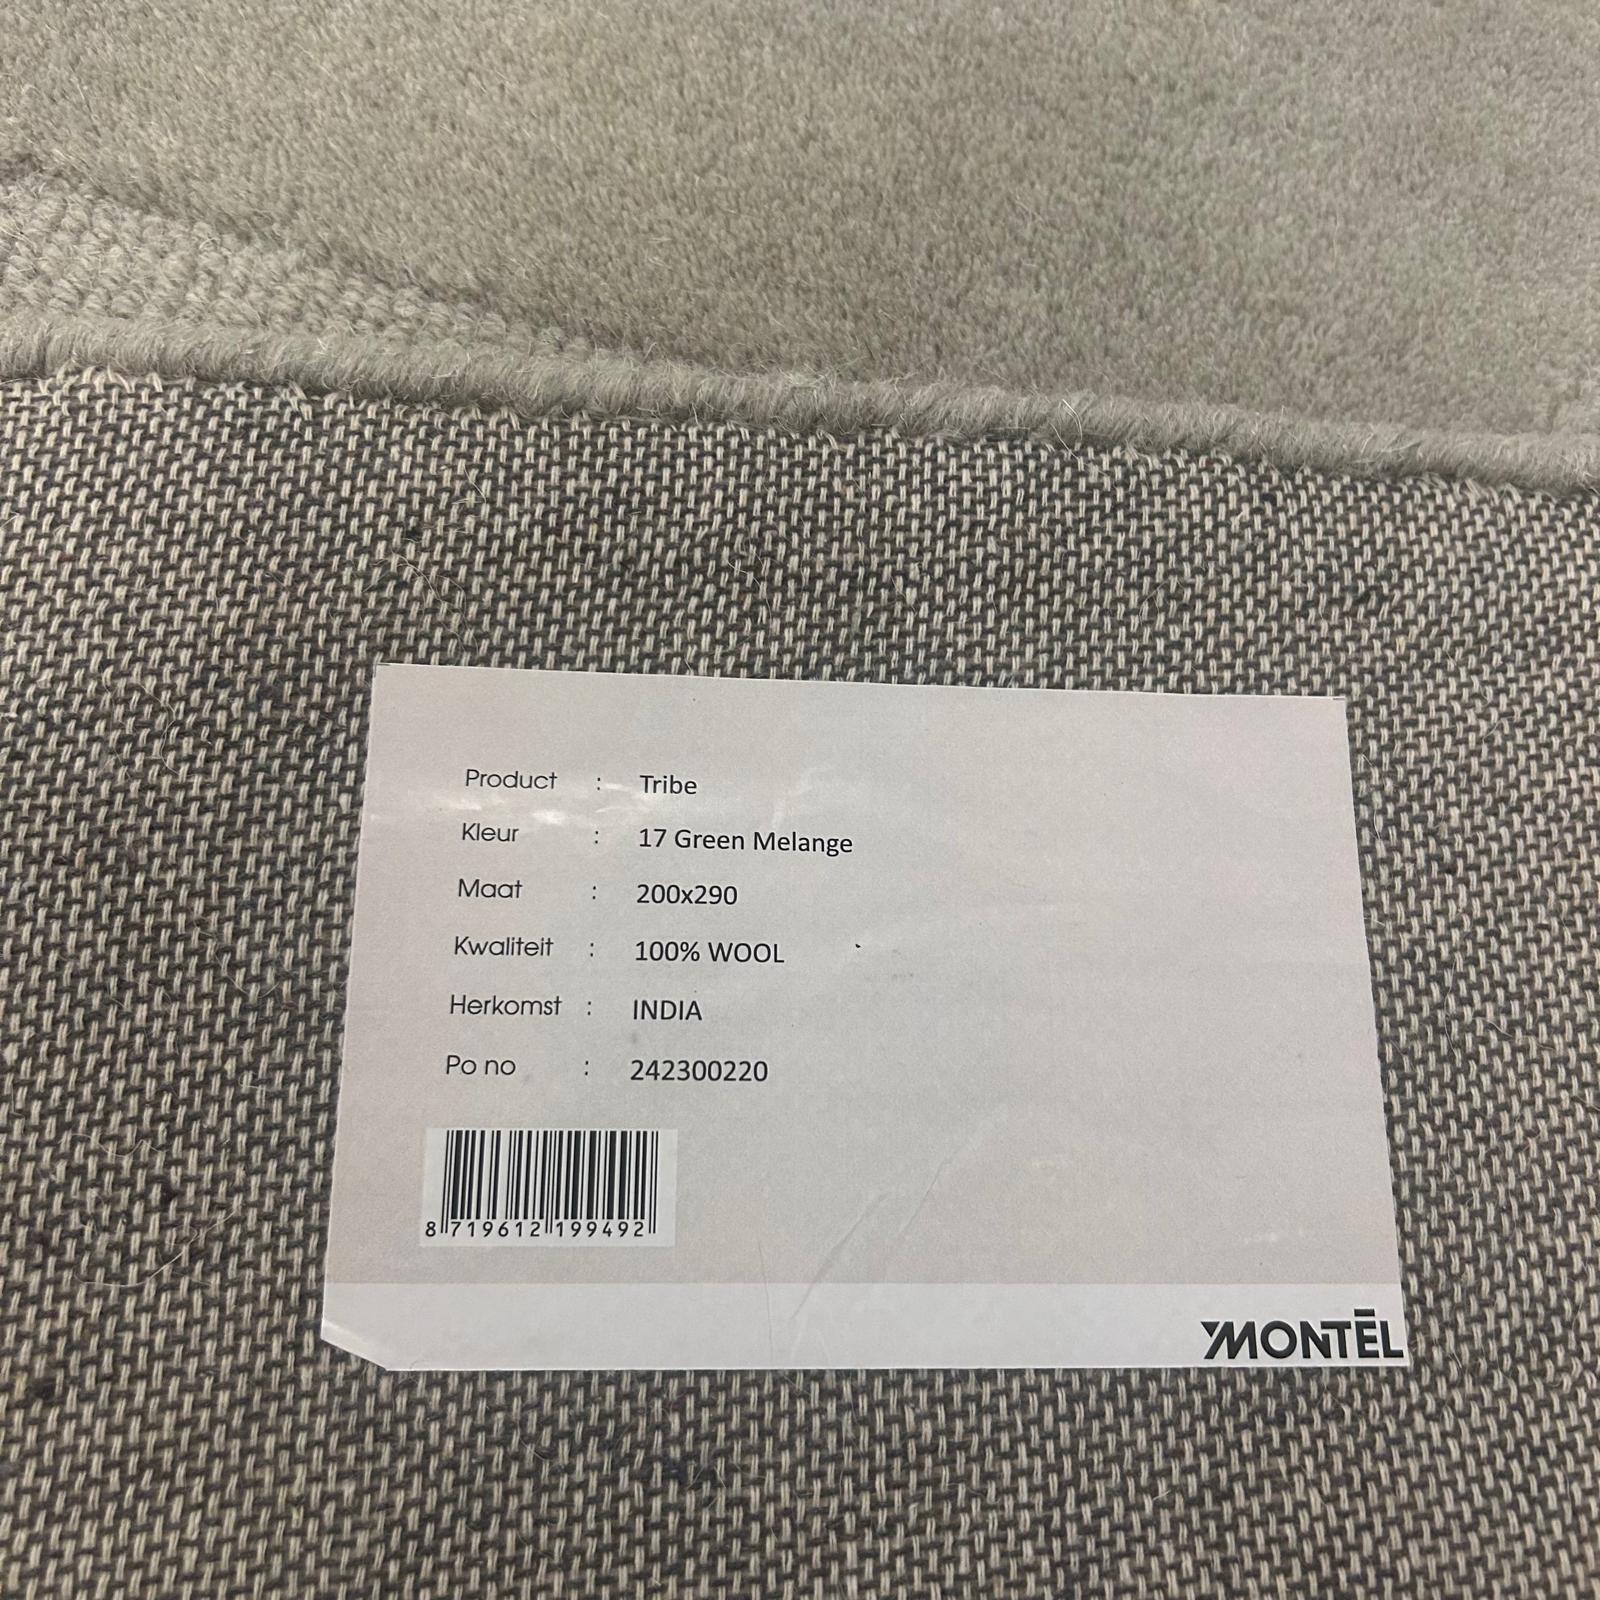 Product : Tribe
Kleur : 17 Green Melange
Maat : 200x290
Kwaliteit : 100% WOOL
Herkomst : INDIA
Po no : 242300220
8 719612 199492
MONTĒL